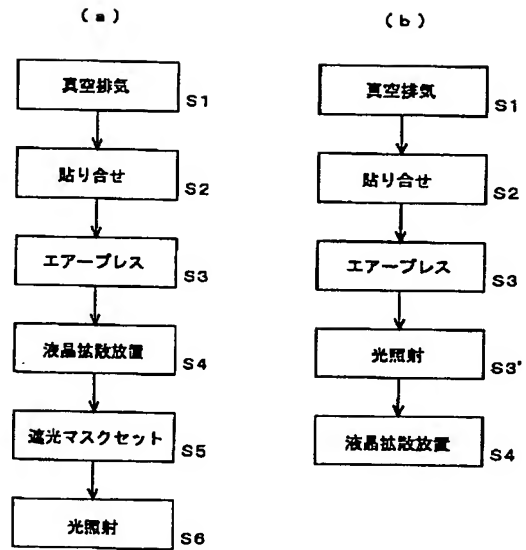 (a)
真空排気 S1
貼り合せ S2
エアープレス S3
液晶拡散放置 S4
遮光マスクセット S5
光照射 S6
(b)
真空排気 S1
貼り合せ S2
エアープレス S3
光照射 S3'
液晶拡散放置 S4